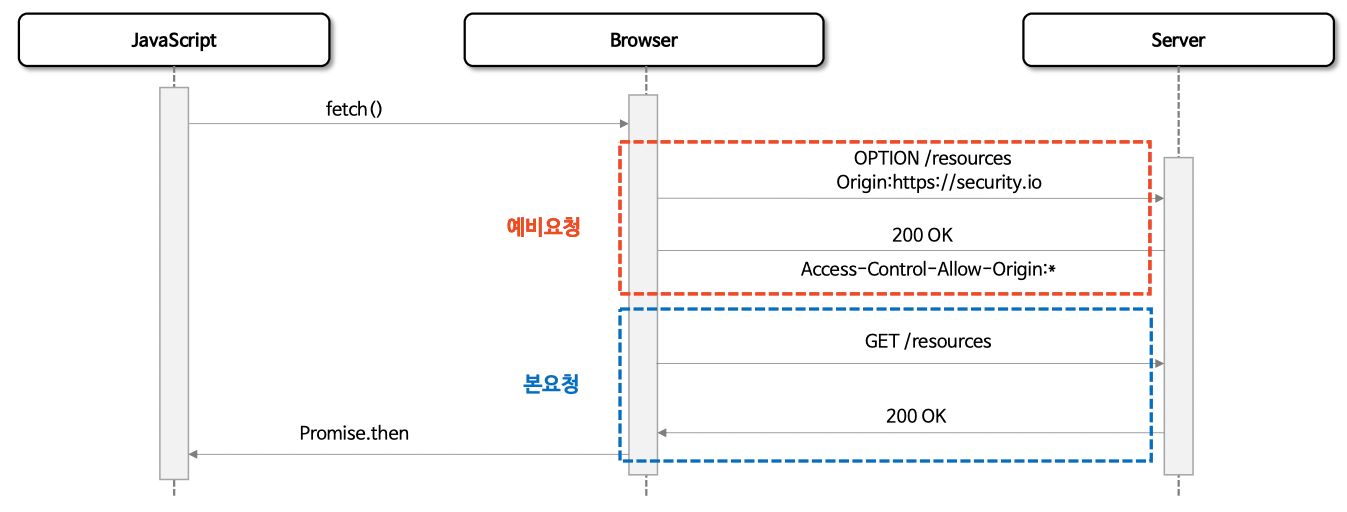 JavaScript
Browser
Server
fetch()
OPTION /resources
Origin:https://security.io
예비요청
200 OK
Access-Control-Allow-Origin:*
GET /resources
본요청
200 OK
Promise.then